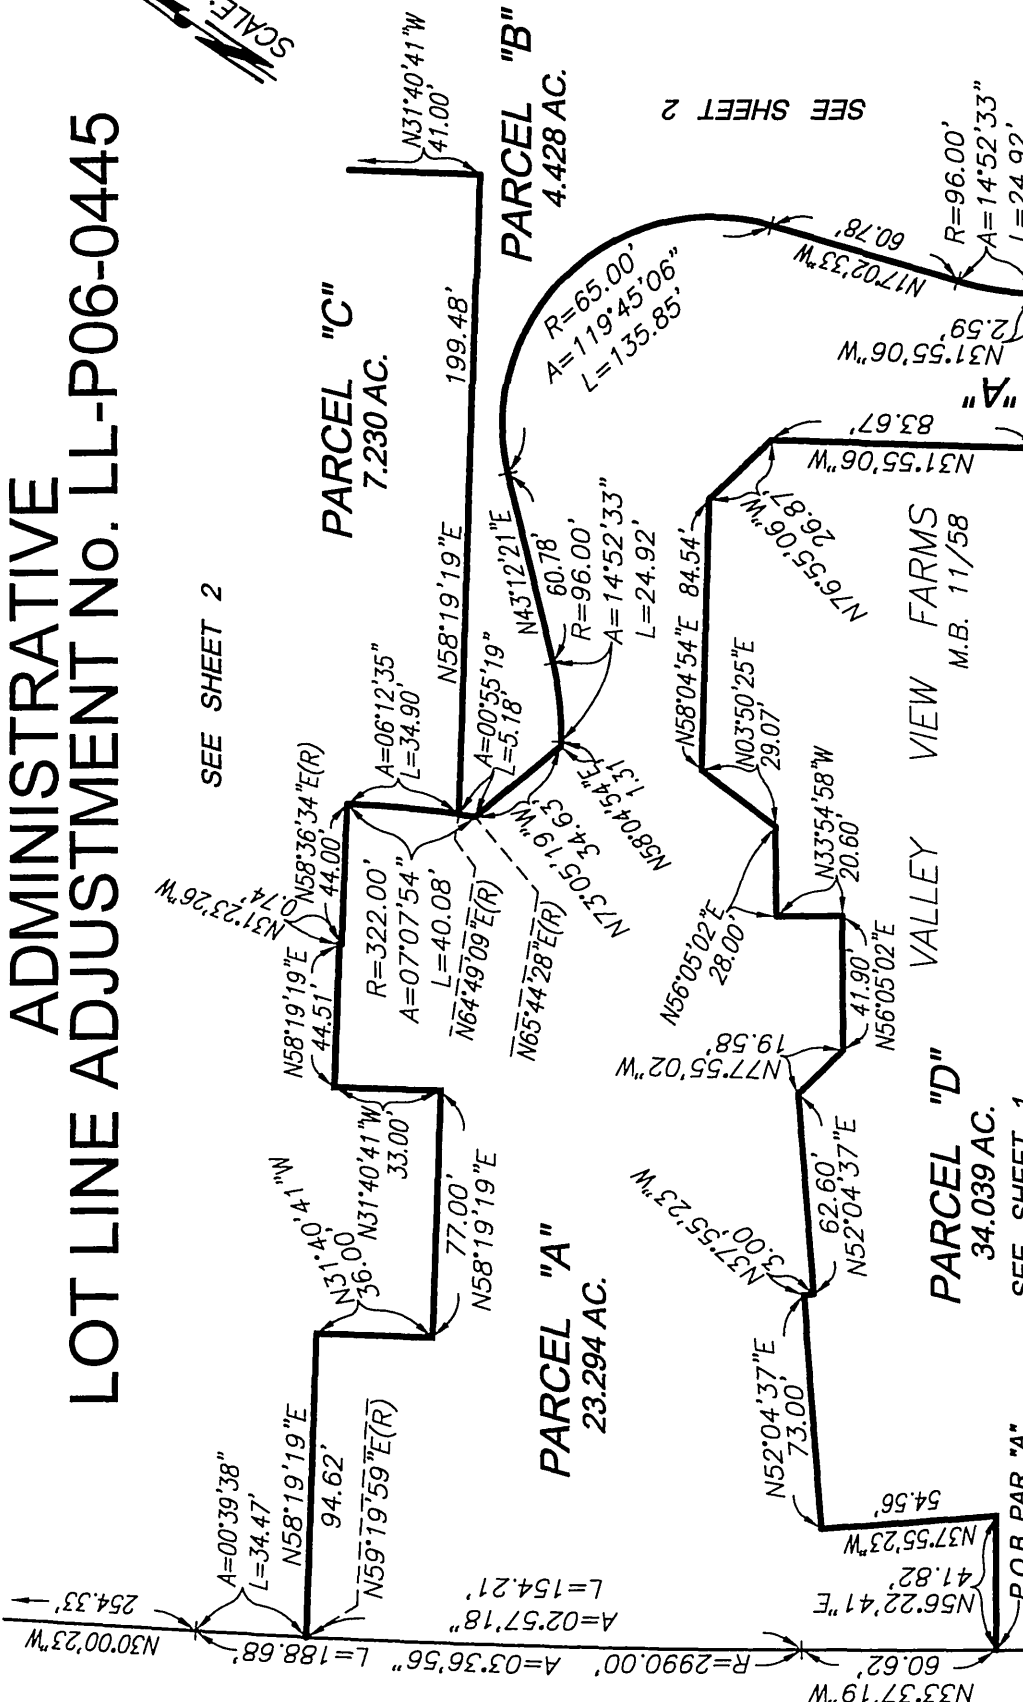 ADMINISTRATIVE
LOT LINE ADJUSTMENT No. LL-P06-0445
SCALE:
SEE SHEET 2
SEE SHEET 2
PARCEL "B"
4.428 AC.
PARCEL "C"
7.230 AC.
N31°40'41"W
41.00'
199.48'
N58°19'19"E
R=65.00'
A=119°45'06"
L=135.85'
60.78'
N17°02'33"W
R=96.00'
A=14°52'33"
L=24.92'
2.59'
N31°55'06"W
"A"
83.67'
N31°55'06"W
N76°55'06"W
26.87'
N43°12'21"E
60.78'
R=96.00'
A=14°52'33"
L=24.92'
N58°04'54"E 84.54'
N03°50'25"E
29.07'
N33°54'58"W
20.60'
VALLEY VIEW FARMS
M.B. 11/58
A=06°12'35"
L=34.90'
A=00°55'19"
L=5.18'
N58°36'34"E(R)
44.00'
N31°23'26"W
0.74'
N58°19'19"E
44.51'
R=322.00'
A=07°07'54"
L=40.08'
N64°49'09"E(R)
N65°44'28"E(R)
N73°05'19"W
34.63'
N58°04'54"E
1.31
N56°05'02"E
28.00'
41.90'
N56°05'02"E
19.58'
N77°55'02"W
N31°40'41"W
33.00'
N31°40'41"W
36.00'
77.00'
N58°19'19"E
PARCEL "A"
23.294 AC.
N37°55'23"W
3.00'
62.60'
N52°04'37"E
PARCEL "D"
34.039 AC.
SEE SHEET 1
N52°04'37"E
73.00'
A=00°39'38"
L=34.47'
N58°19'19"E
94.62'
N59°19'59"E(R)
254.33'
N30°00'23"W
L=154.21'
A=02°57'18"
R=2990.00' A=03°36'56" L=188.68'
54.56'
N37°55'23"W
41.82'
N56°22'41"E
60.62'
N33°37'19"W
P.O.B. PAR. "A"